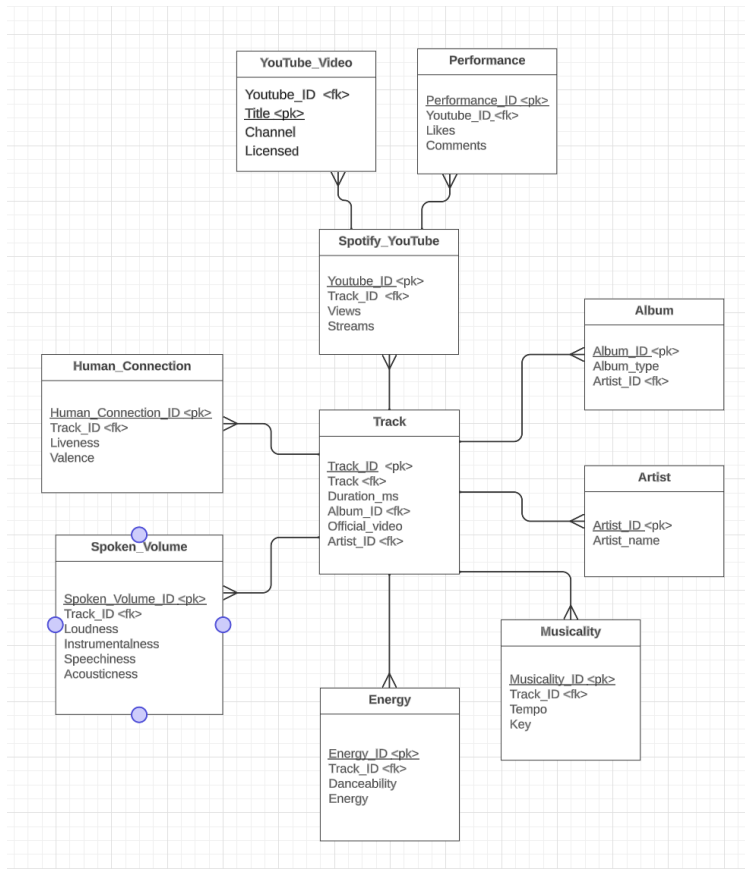 YouTube_Video
Youtube_ID <fk>
Title <pk>
Channel
Licensed
Performance
Performance_ID <pk>
Youtube_ID <fk>
Likes
Comments
Spotify_YouTube
Youtube_ID <pk>
Track_ID <fk>
Views
Streams
Album
Album_ID <pk>
Album_type
Artist_ID <fk>
Human_Connection
Human_Connection_ID <pk>
Track_ID <fk>
Liveness
Valence
Track
Track_ID <pk>
Track <fk>
Duration_ms
Album_ID <fk>
Official_video
Artist_ID <fk>
Artist
Artist_ID <pk>
Artist_name
Spoken_Volume
Spoken_Volume_ID <pk>
Track_ID <fk>
Loudness
Instrumentalness
Speechiness
Acousticness
Musicality
Musicality_ID <pk>
Track_ID <fk>
Tempo
Key
Energy
Energy_ID <pk>
Track_ID <fk>
Danceability
Energy